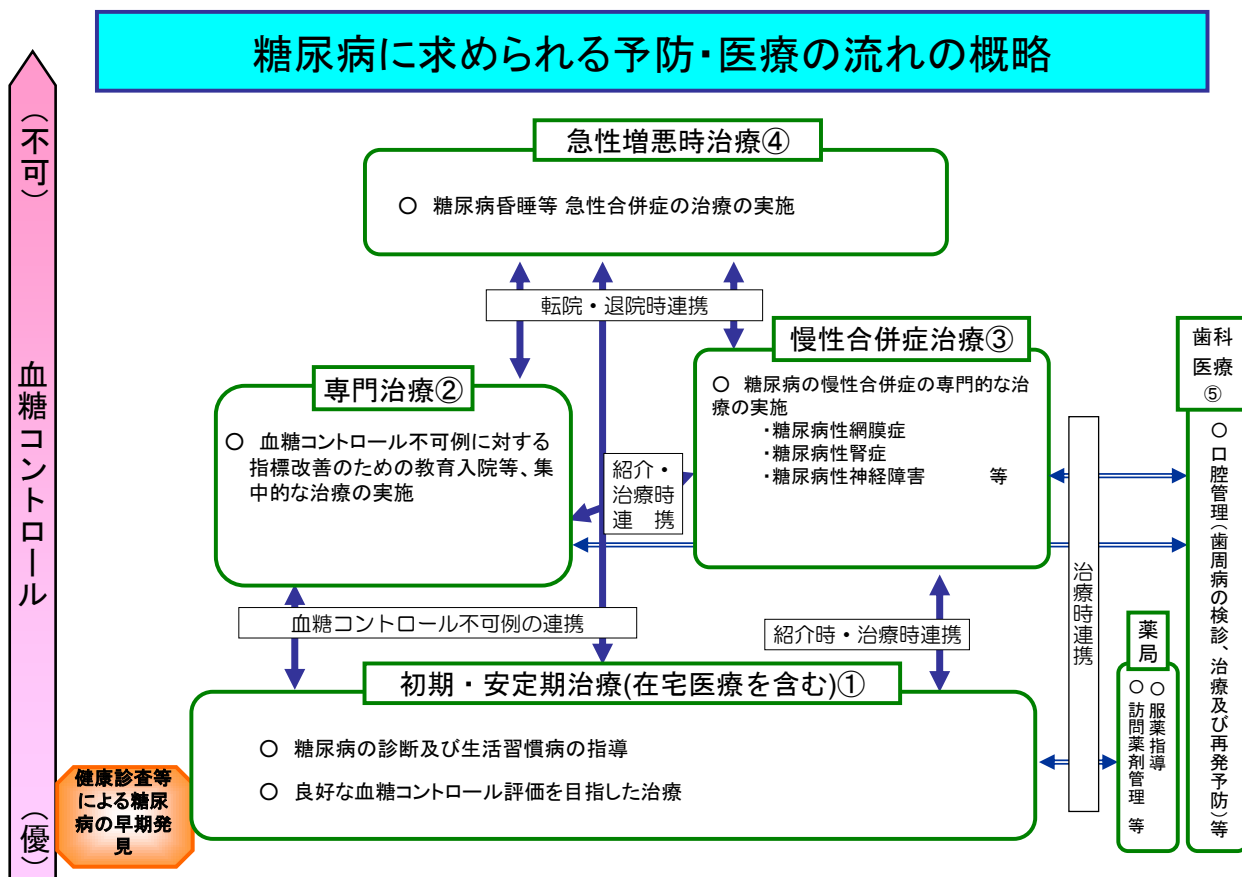 糖尿病に求められる予防・医療の流れの概略
(不可)
血糖コントロール
(優)
急性増悪時治療④
○ 糖尿病昏睡等 急性合併症の治療の実施
転院・退院時連携
専門治療②
○ 血糖コントロール不可例に対する
指標改善のための教育入院等、集
中的な治療の実施
紹介・
治療時
連 携
慢性合併症治療③
○ 糖尿病の慢性合併症の専門的な治
療の実施
・糖尿病性網膜症
・糖尿病性腎症
・糖尿病性神経障害 等
歯科
医療
⑤
○口腔管理(歯周病の検診、治療及び再発予防)等
治療時連携
血糖コントロール不可例の連携
紹介時・治療時連携
薬局
○服薬指導
○訪問薬剤管理 等
初期・安定期治療(在宅医療を含む)①
○ 糖尿病の診断及び生活習慣病の指導
○ 良好な血糖コントロール評価を目指した治療
健康診査等
による糖尿
病の早期発
見